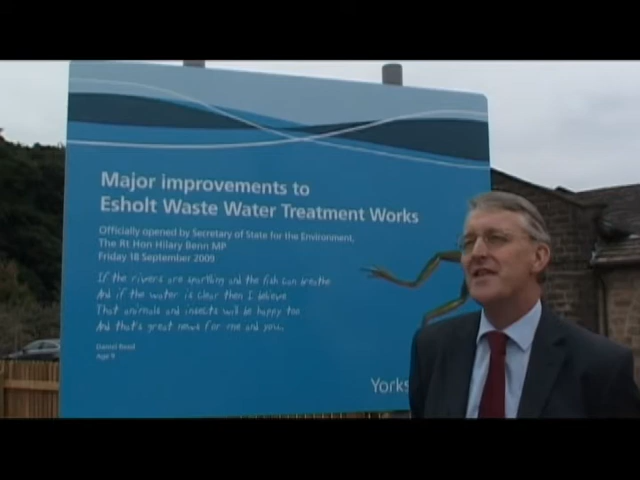 Major improvements to
Esholt Waste Water Treatment Works
Officially opened by Secretary of State for the Environment,
The Rt Hon Hilary Benn MP
Friday 18 September 2009
If the rivers are sparkling and the fish can breathe
And if the water is clear then I believe
That animals and insects will be happy too
And that's great news for me and you.
Daniel Read
Age 9
Yorks